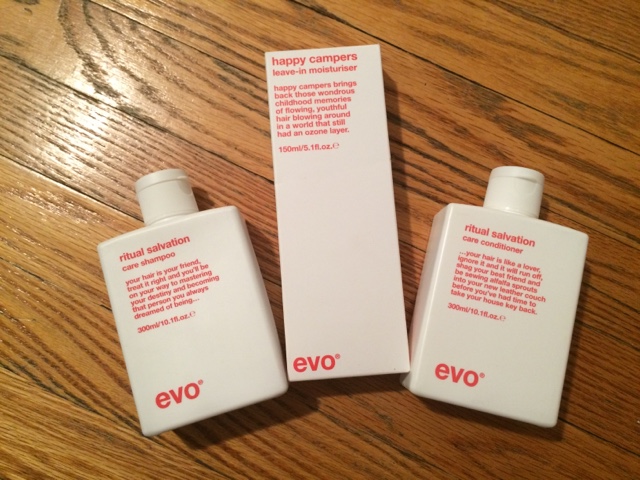 ritual salvation
care shampoo
your hair is your friend,
treat it right and you'll be
on your way to mastering
your destiny and becoming
that person you always
dreamed of being...
300ml/10.1fl.oz.℮
evo®
happy campers
leave-in moisturiser
happy campers brings
back those wondrous
childhood memories
of flowing, youthful
hair blowing around
in a world that still
had an ozone layer.
150ml/5.1fl.oz.℮
evo®
ritual salvation
care conditioner
...your hair is like a lover,
ignore it and it will run off,
shag your best friend and
be sewing alfalfa sprouts
into your new leather couch
before you've had time to
take your house key back.
300ml/10.1fl.oz.℮
evo®